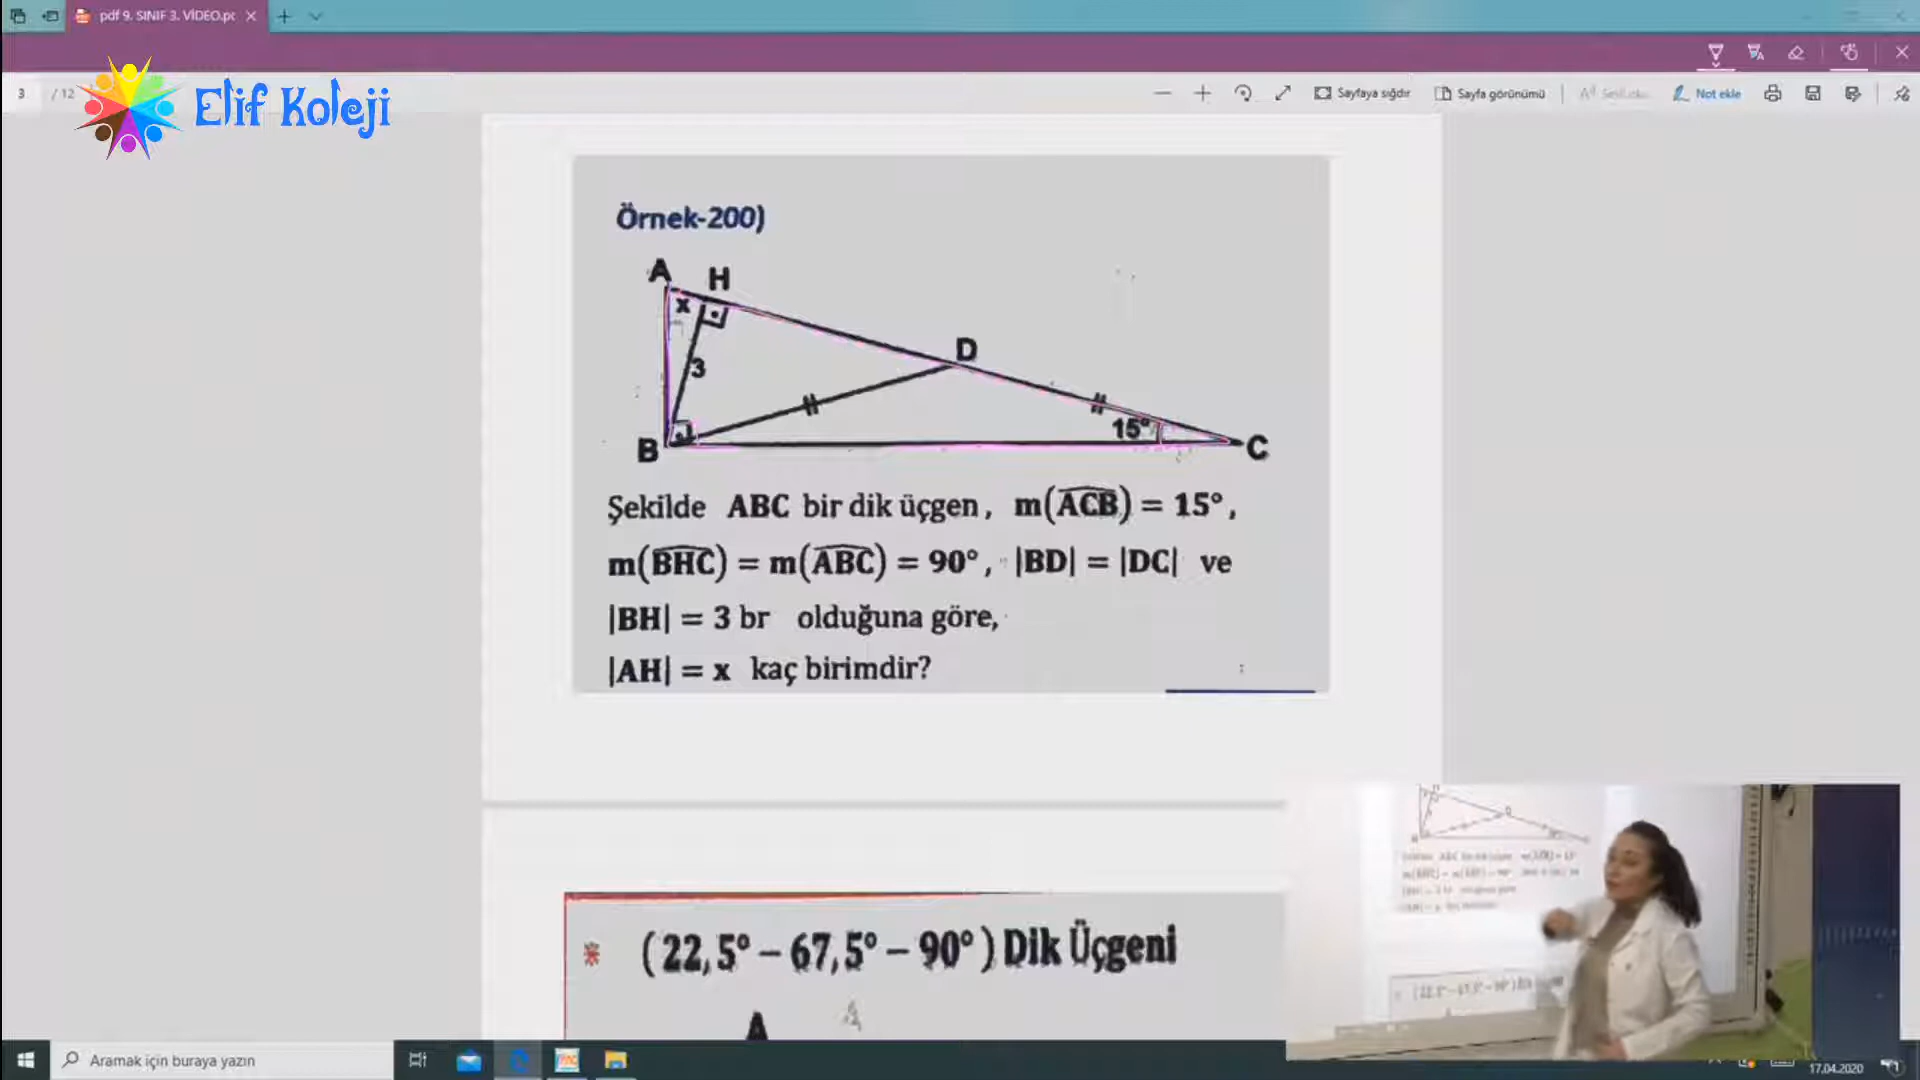 pdf 9. SINIF 3. VİDEO.pc
3 / 12
Elif Koleji
Sayfaya sığdır
Sayfa görünümü
Not ekle
Örnek-200)
A
H
x
D
3
15°
B
C
Şekilde ABC bir dik üçgen, m(ACB) = 15°,
m(BHC) = m(ABC) = 90°, |BD| = |DC| ve
|BH| = 3 br olduğuna göre,
|AH| = x kaç birimdir?
* (22,5° – 67,5° – 90°) Dik Üçgeni
A
Aramak için buraya yazın
17.04.2020